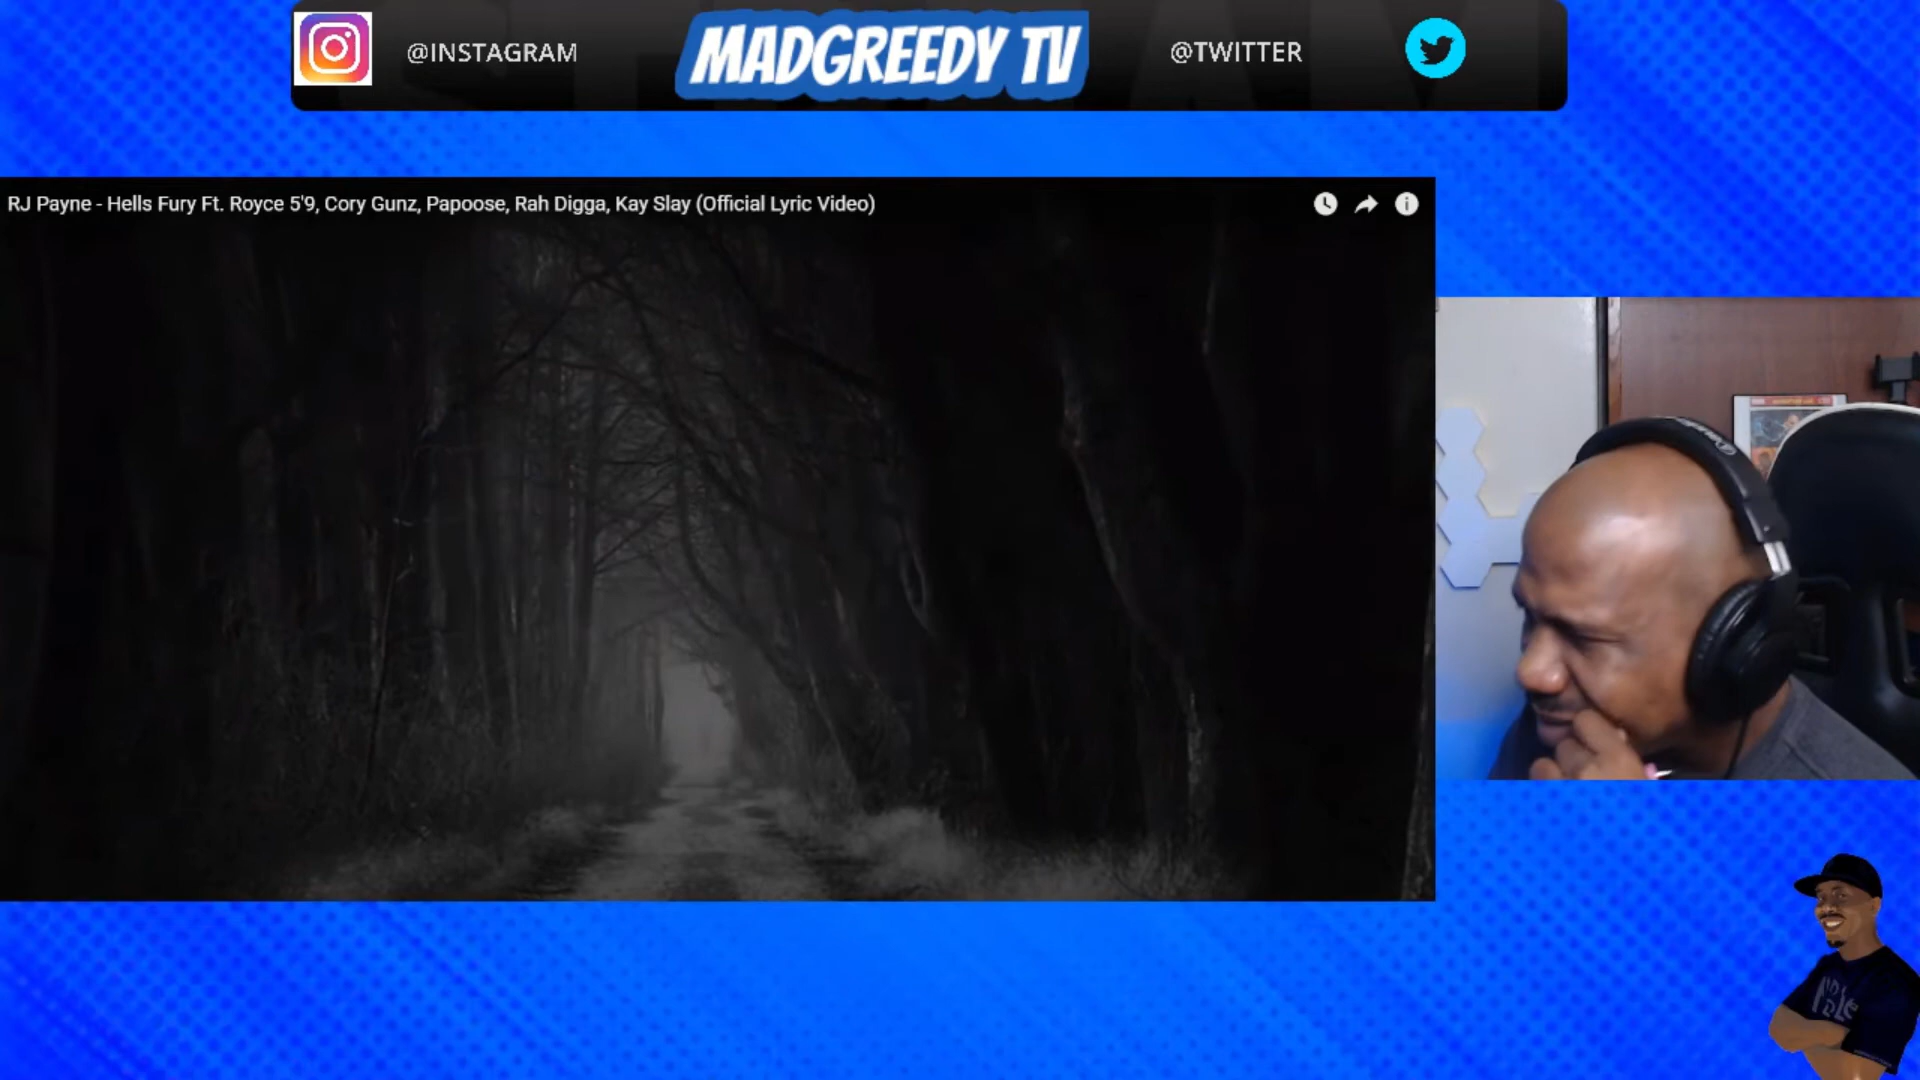 @INSTAGRAM
MADGREEDY TV
@TWITTER
RJ Payne - Hells Fury Ft. Royce 5'9, Cory Gunz, Papoose, Rah Digga, Kay Slay (Official Lyric Video)